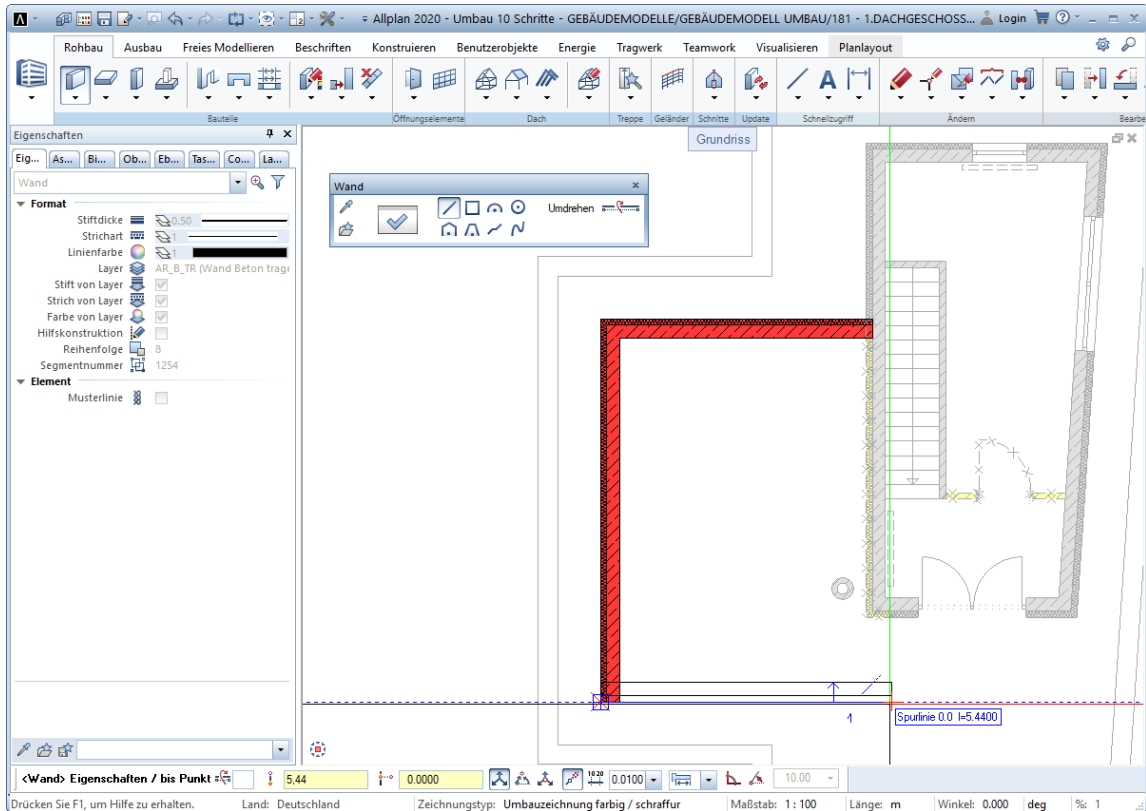 Allplan 2020 - Umbau 10 Schritte - GEBÄUDEMODELLE/GEBÄUDEMODELL UMBAU/181 - 1.DACHGESCHOSS... Login
Rohbau Ausbau Freies Modellieren Beschriften Konstruieren Benutzerobjekte Energie Tragwerk Teamwork Visualisieren Planlayout
Bauteile Öffnungselemente Dach Treppe Geländer Schnitte Update Schnellzugriff Ändern Bearbe
Eigenschaften
Grundriss
Eig... As... Bi... Ob... Eb... Tas... Co... La...
Wand
Format
Stiftdicke 0.50
Strichart 1
Linienfarbe 1
Layer AR_B_TR (Wand Beton trage
Stift von Layer
Strich von Layer
Farbe von Layer
Hilfskonstruktion
Reihenfolge 8
Segmentnummer 1254
Element
Musterlinie
Wand
Umdrehen
1
Spurlinie 0.0 l=5.4400
<Wand> Eigenschaften / bis Punkt 5.44 0.0000 1020 0.0100 10.00
Drücken Sie F1, um Hilfe zu erhalten. Land: Deutschland Zeichnungstyp: Umbauzeichnung farbig / schraffur Maßstab: 1 : 100 Länge: m Winkel: 0.000 deg %: 1